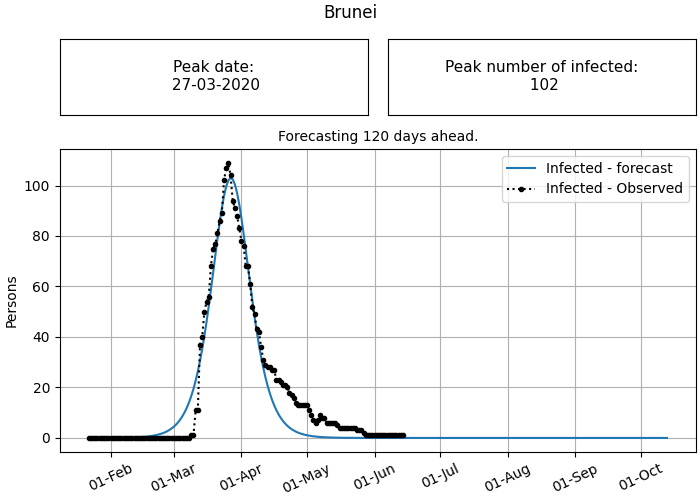 Brunei
Peak date:
27-03-2020
Peak number of infected:
102
Forecasting 120 days ahead.
Infected - forecast
Infected - Observed
Persons
100
80
60
40
20
0
01-Feb
01-Mar
01-Apr
01-May
01-Jun
01-Jul
01-Aug
01-Sep
01-Oct